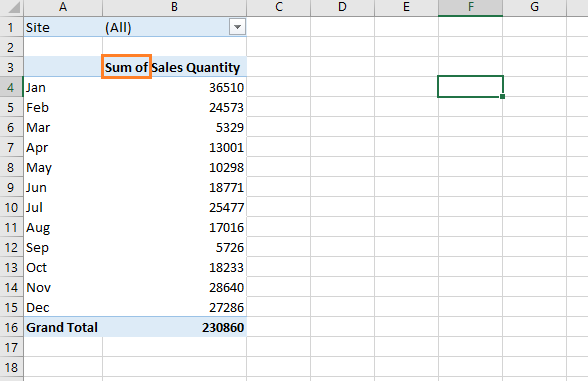 A B C D E F G
1 Site (All)
2
3 Sum of Sales Quantity
4 Jan 36510
5 Feb 24573
6 Mar 5329
7 Apr 13001
8 May 10298
9 Jun 18771
10 Jul 25477
11 Aug 17016
12 Sep 5726
13 Oct 18233
14 Nov 28640
15 Dec 27286
16 Grand Total 230860
17
18